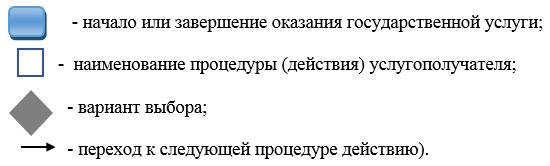 - начало или завершение оказания государственной услуги;
- наименование процедуры (действия) услугополучателя;
- вариант выбора;
- переход к следующей процедуре действию).